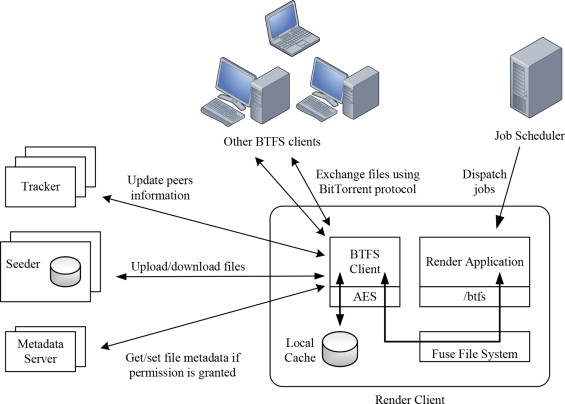 Other BTFS clients
Job Scheduler
Tracker
Update peers
information
Exchange files using
BitTorrent protocol
Dispatch
jobs
Seeder
Upload/download files
BTFS
Client
AES
Render Application
/btfs
Metadata
Server
Get/set file metadata if
permission is granted
Local
Cache
Fuse File System
Render Client